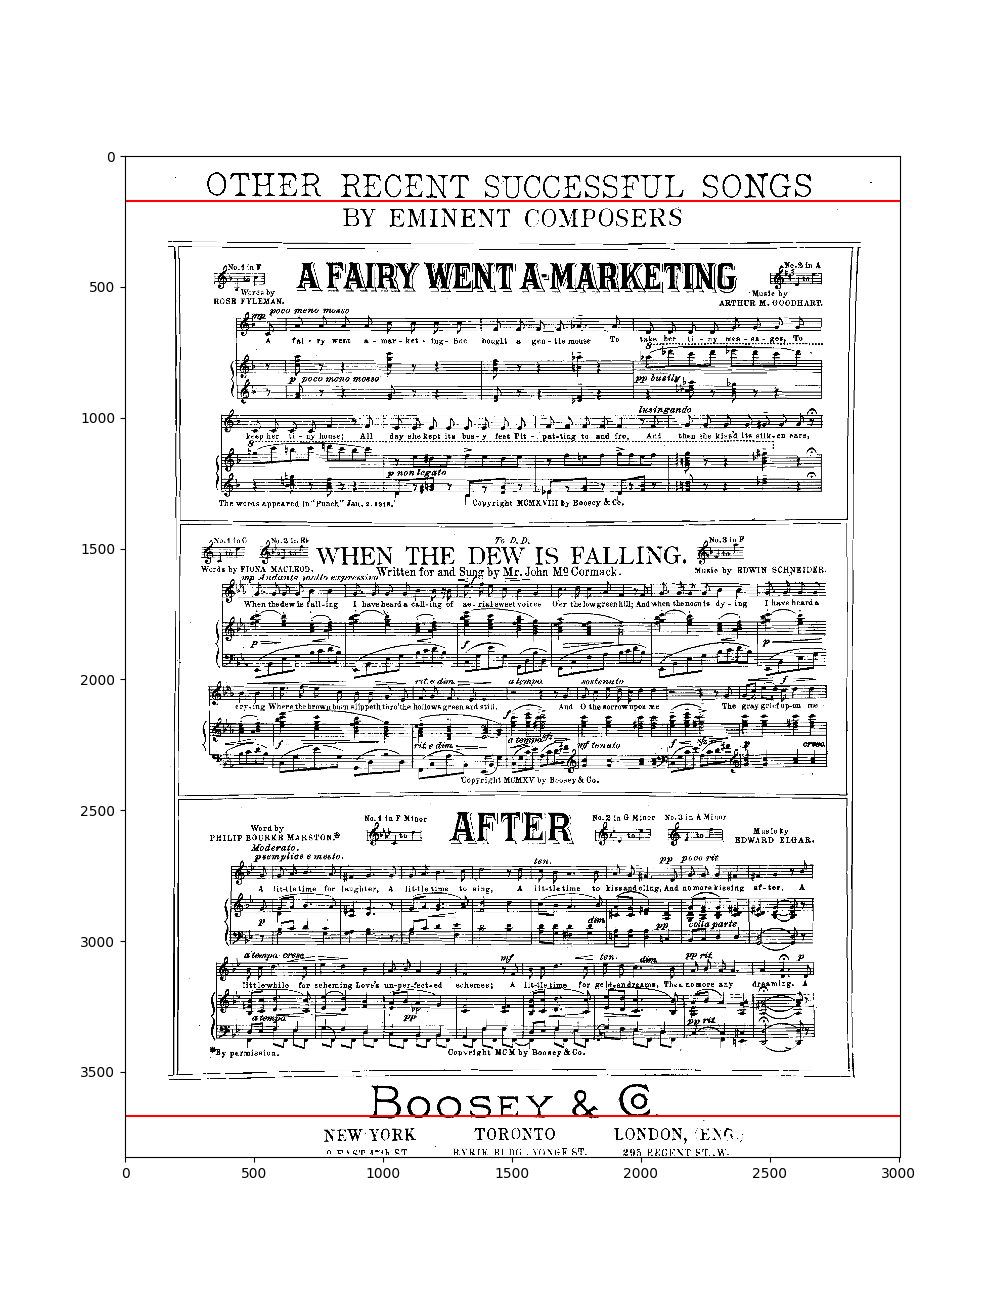 OTHER RECENT SUCCESSFUL SONGS
BY EMINENT COMPOSERS
No. 1 in F
A FAIRY WENT A-MARKETING
No. 2 in A
Words by
ROSE FYLEMAN.
Music by
ARTHUR M. GOODHART.
mp poco meno mosso
A fai-ry went a-mar-ket-ing- She bought a gen-tle mouse To take her ti-ny mes-sa-ges, To
p poco meno mosso
pp busily
lusingando
keep her ti-ny house; All day she kept its bus-y feet Pit-pat-ting to and fro, And then she kiss'd its silk-en ears,
p non legato
The words appeared in "Punch" Jan. 2. 1918.
Copyright MCMXVIII by Boosey & Co.
To D. D.
No. 1 in C
No. 2 in E♭
WHEN THE DEW IS FALLING.
No. 3 in F
Words by FIONA MACLEOD.
Written for and Sung by Mr. John McCormack.
Music by EDWIN SCHNEIDER.
mp Andante molto espressivo
When the dew is fall-ing I have heard a call-ing of ae-rial sweet voices O'er the low green hill; And when the moon is dy-ing I have heard a
p
f
p
rit. e dim.
a tempo
sostenuto
f
cry-ing Where the brown burn slippeth thro' the hollows green and still. And O the sorrow upon me The gray grief up-on me
f
rit. e dim.
a tempo
mf tenuto
f
p
cresc.
Copyright MCMXV by Boosey & Co.
No. 1 in F Minor
AFTER
No. 2 in G Minor
No. 3 in A Minor
Word by
PHILIP BOURKE MARSTON.*
Music by
EDWARD ELGAR.
Moderato.
p semplice e mesto.
ten.
pp poco rit
A lit-tle time for laughter, A lit-tle time to sing, A lit-tle time to kiss and cling, And no more kissing af-ter. A
p
dim.
pp
colla parte
a tempo cresc.
mf
ten.
dim.
pp rit.
p
little while for scheming Love's un-per-fect-ed schemes; A lit-tle time for golden dreams, Then no more any dreaming. A
a tempo
pp
pp rit.
*By permission.
Copyright MCM by Boosey & Co.
BOOSEY & Co
NEW YORK TORONTO LONDON, (ENG.)
9 EAST 17th ST. RYRIE BLDG. YONGE ST. 295 REGENT ST. W.
0
500
1000
1500
2000
2500
3000
3500
0 500 1000 1500 2000 2500 3000